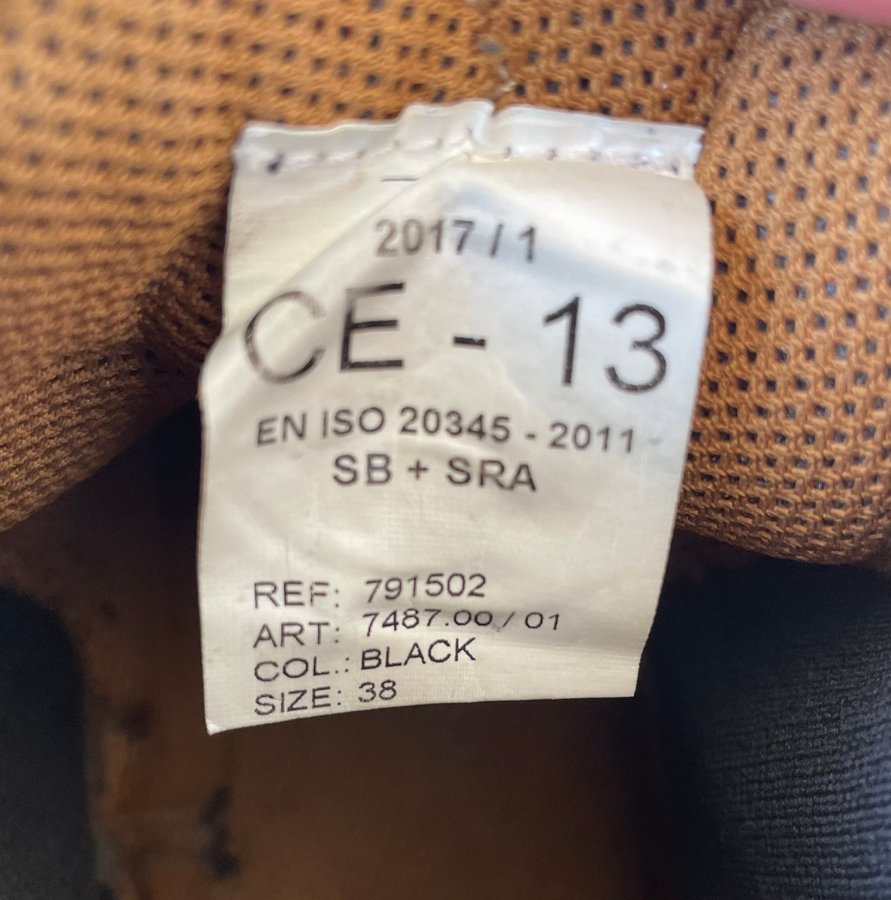 2017 / 1
CE - 13
EN ISO 20345 - 2011
SB + SRA
REF: 791502
ART: 7487.00 / 01
COL.: BLACK
SIZE: 38